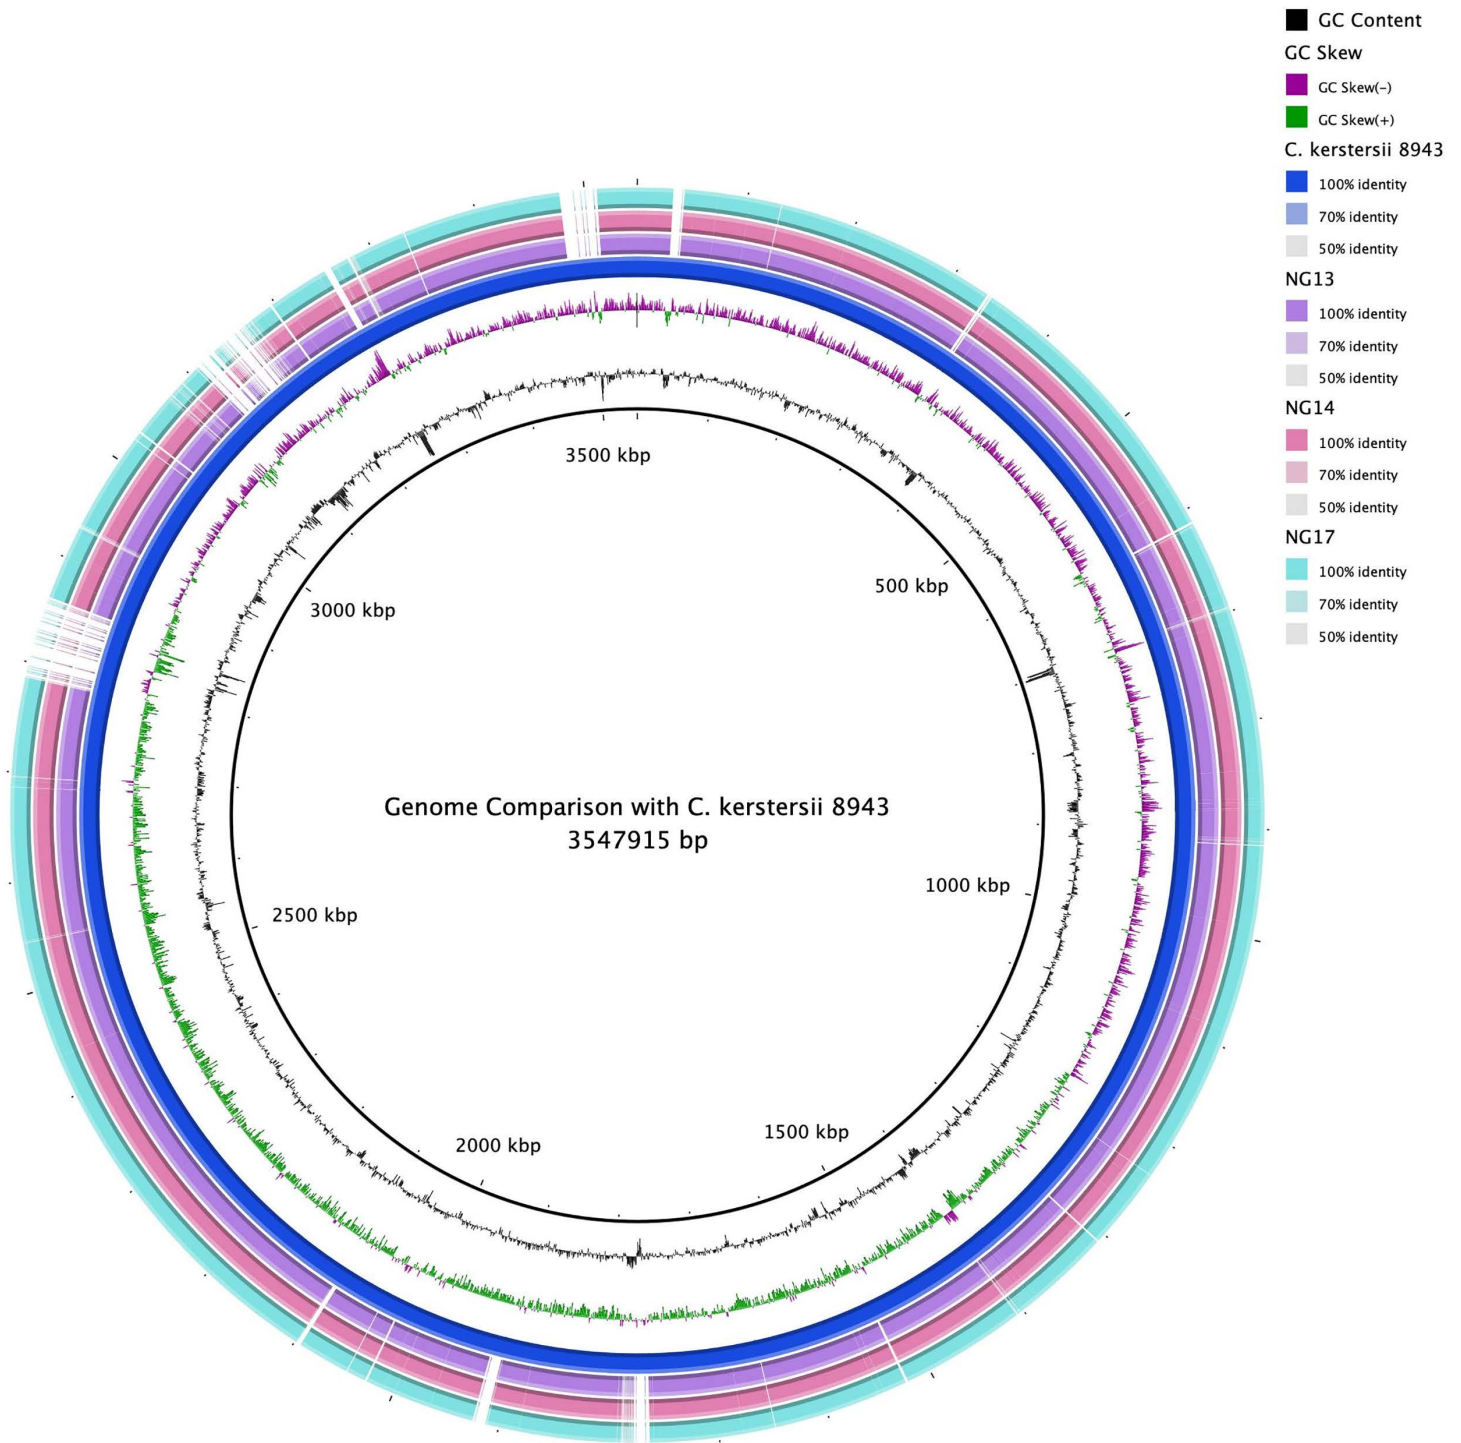 GC Content
GC Skew
GC Skew(-)
GC Skew(+)
C. kerstersii 8943
100% identity
70% identity
50% identity
NG13
100% identity
70% identity
50% identity
NG14
100% identity
70% identity
50% identity
NG17
100% identity
70% identity
50% identity
3500 kbp
500 kbp
3000 kbp
Genome Comparison with C. kerstersii 8943
3547915 bp
1000 kbp
2500 kbp
1500 kbp
2000 kbp